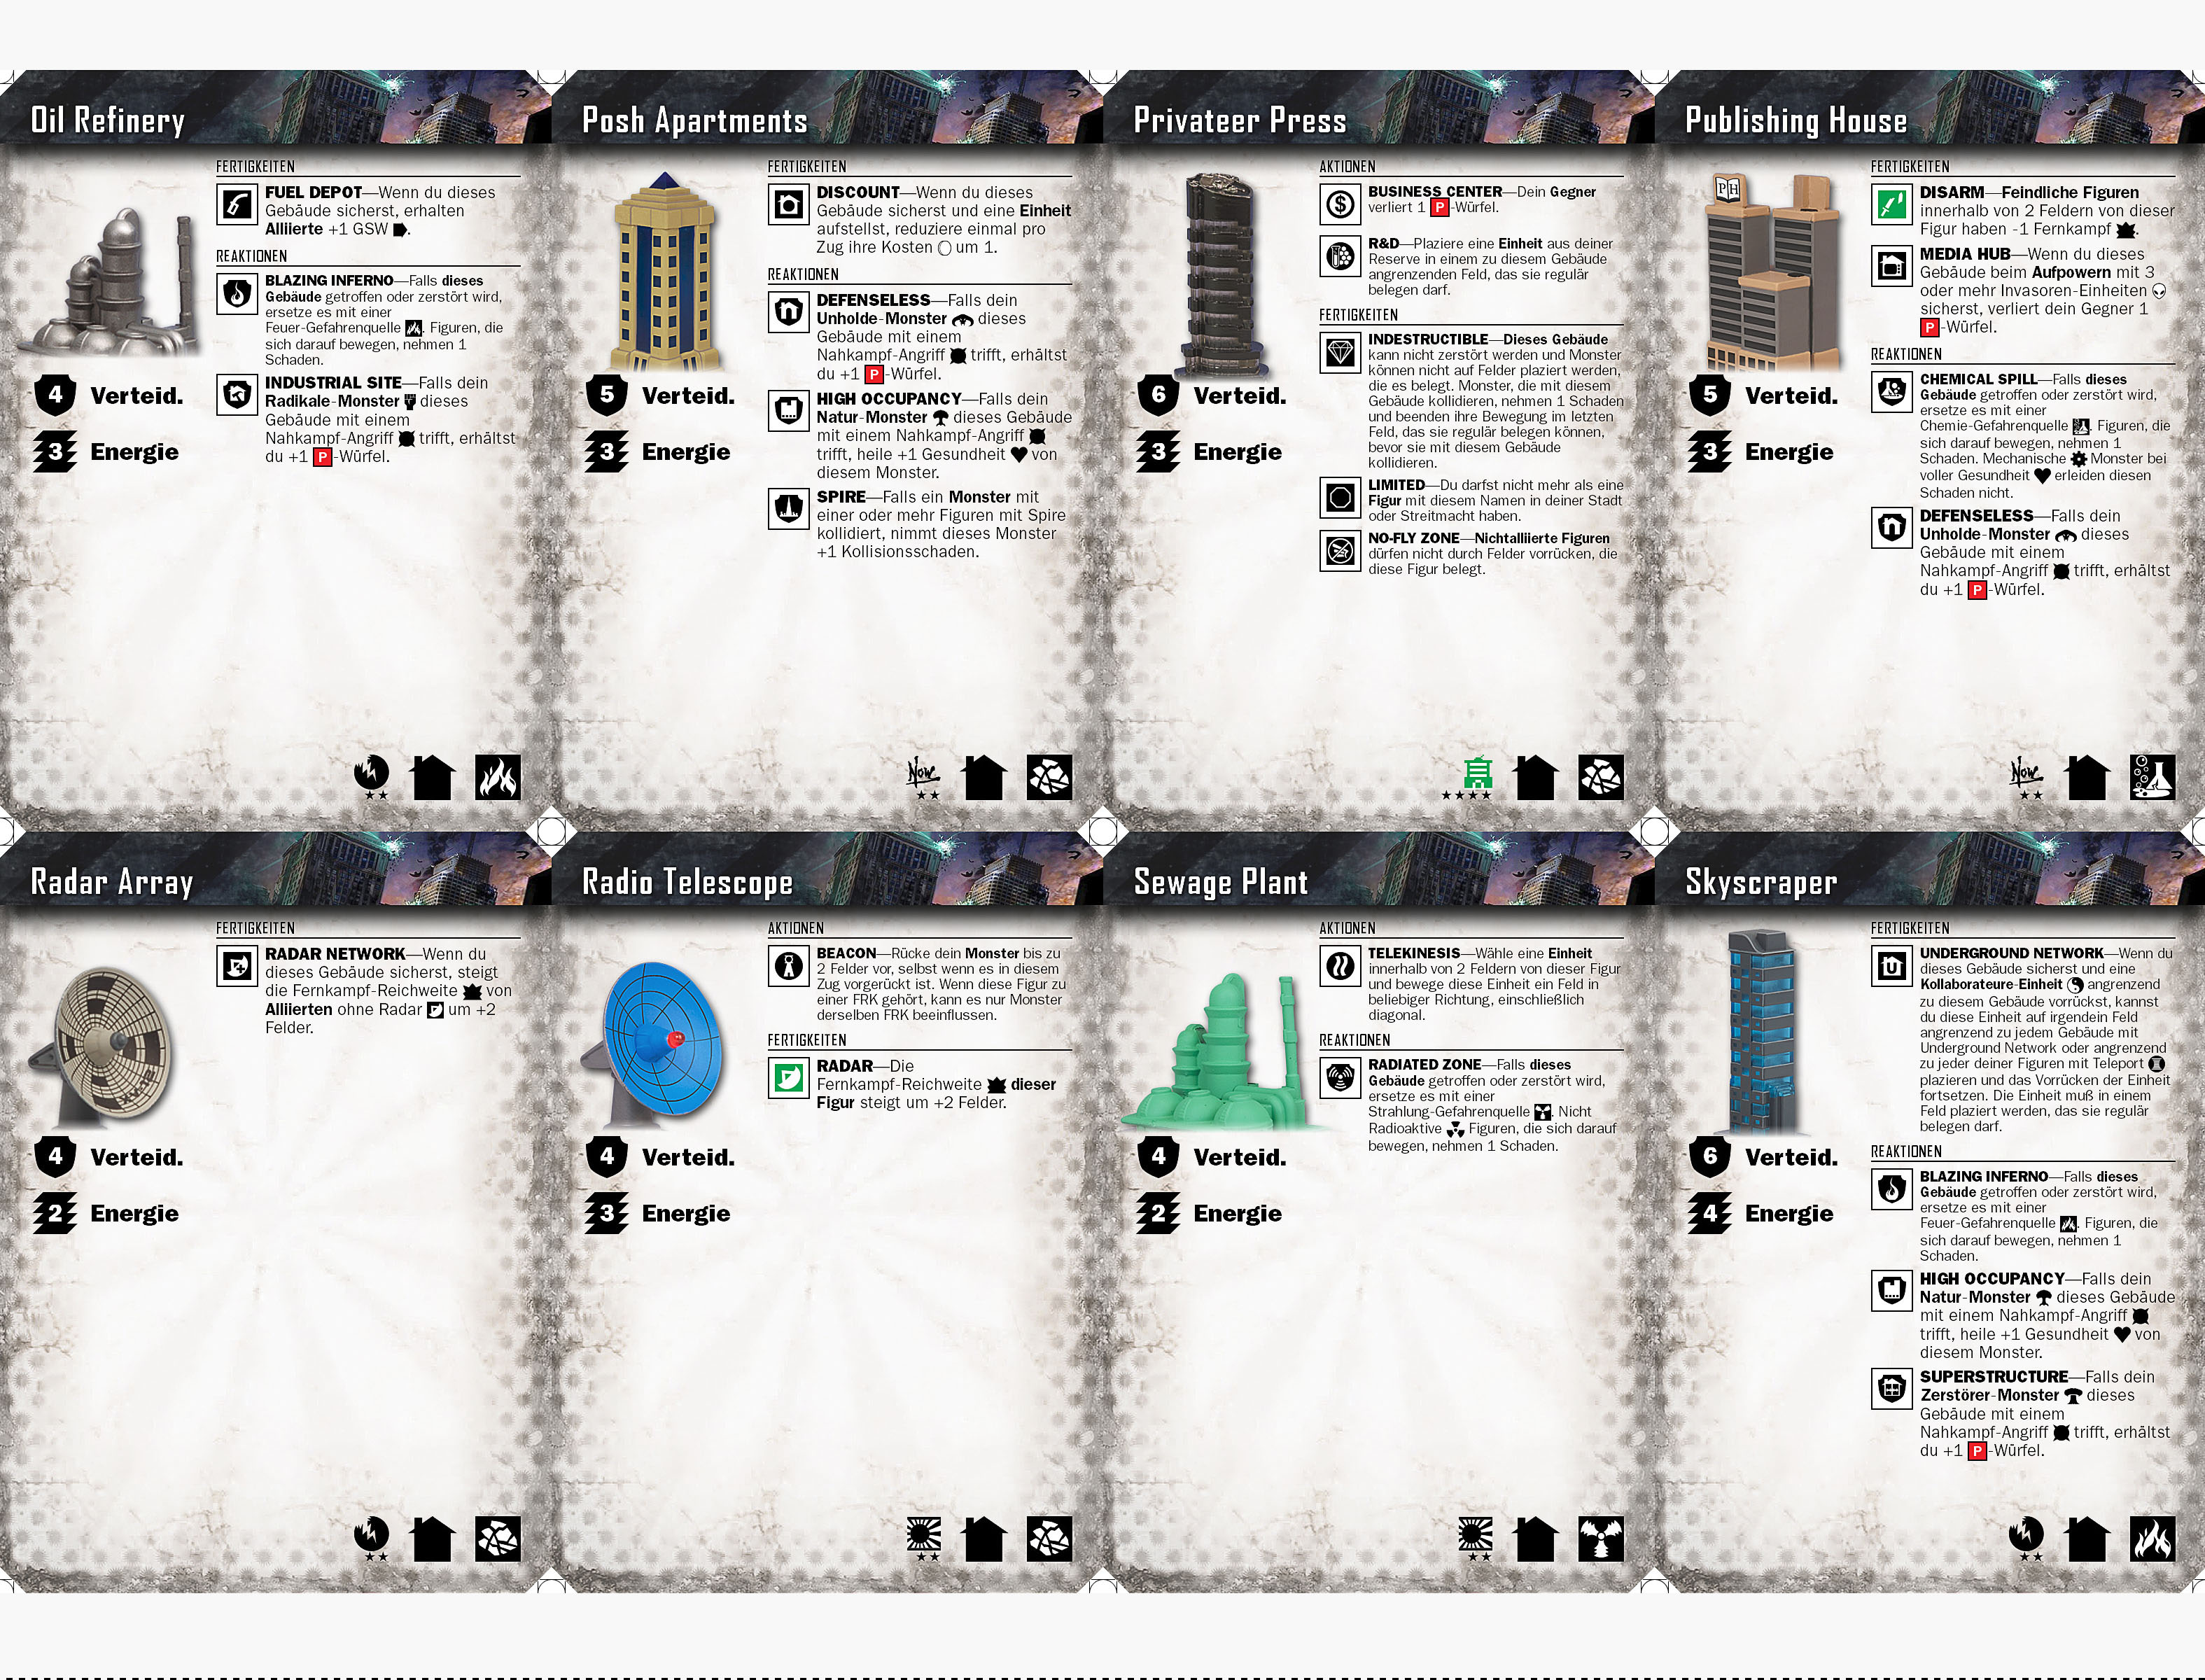 Oil Refinery
FERTIGKEITEN
FUEL DEPOT—Wenn du dieses
Gebäude sicherst, erhalten
Alliierte +1 GSW.
REAKTIONEN
BLAZING INFERNO—Falls dieses
Gebäude getroffen oder zerstört wird,
ersetze es mit einer
Feuer-Gefahrenquelle. Figuren, die
sich darauf bewegen, nehmen 1
Schaden.
INDUSTRIAL SITE—Falls dein
Radikale-Monster dieses
Gebäude mit einem
Nahkampf-Angriff trifft, erhältst
du +1 P-Würfel.
4 Verteid.
3 Energie
Posh Apartments
FERTIGKEITEN
DISCOUNT—Wenn du dieses
Gebäude sicherst und eine Einheit
aufstellst, reduziere einmal pro
Zug ihre Kosten um 1.
REAKTIONEN
DEFENSELESS—Falls dein
Unholde-Monster dieses
Gebäude mit einem
Nahkampf-Angriff trifft, erhältst
du +1 P-Würfel.
HIGH OCCUPANCY—Falls dein
Natur-Monster dieses Gebäude
mit einem Nahkampf-Angriff
trifft, heile +1 Gesundheit von
diesem Monster.
SPIRE—Falls ein Monster mit
einer oder mehr Figuren mit Spire
kollidiert, nimmt dieses Monster
+1 Kollisionsschaden.
5 Verteid.
3 Energie
Now
Privateer Press
AKTIONEN
BUSINESS CENTER—Dein Gegner
verliert 1 P-Würfel.
R&D—Plaziere eine Einheit aus deiner
Reserve in einem zu diesem Gebäude
angrenzenden Feld, das sie regulär
belegen darf.
FERTIGKEITEN
INDESTRUCTIBLE—Dieses Gebäude
kann nicht zerstört werden und Monster
können nicht auf Felder plaziert werden,
die es belegt. Monster, die mit diesem
Gebäude kollidieren, nehmen 1 Schaden
und beenden ihre Bewegung im letzten
Feld, das sie regulär belegen können,
bevor sie mit diesem Gebäude
kollidieren.
LIMITED—Du darfst nicht mehr als eine
Figur mit diesem Namen in deiner Stadt
oder Streitmacht haben.
NO-FLY ZONE—Nichtalliierte Figuren
dürfen nicht durch Felder vorrücken, die
diese Figur belegt.
6 Verteid.
3 Energie
Publishing House
PH
FERTIGKEITEN
DISARM—Feindliche Figuren
innerhalb von 2 Feldern von dieser
Figur haben -1 Fernkampf.
MEDIA HUB—Wenn du dieses
Gebäude beim Aufpowern mit 3
oder mehr Invasoren-Einheiten
sicherst, verliert dein Gegner 1
P-Würfel.
REAKTIONEN
CHEMICAL SPILL—Falls dieses
Gebäude getroffen oder zerstört wird,
ersetze es mit einer
Chemie-Gefahrenquelle. Figuren, die
sich darauf bewegen, nehmen 1
Schaden. Mechanische Monster bei
voller Gesundheit erleiden diesen
Schaden nicht.
DEFENSELESS—Falls dein
Unholde-Monster dieses
Gebäude mit einem
Nahkampf-Angriff trifft, erhältst
du +1 P-Würfel.
5 Verteid.
3 Energie
Now
Radar Array
FERTIGKEITEN
RADAR NETWORK—Wenn du
dieses Gebäude sicherst, steigt
die Fernkampf-Reichweite von
Alliierten ohne Radar um +2
Felder.
4 Verteid.
2 Energie
Radio Telescope
AKTIONEN
BEACON—Rücke dein Monster bis zu
2 Felder vor, selbst wenn es in diesem
Zug vorgerückt ist. Wenn diese Figur zu
einer FRK gehört, kann es nur Monster
derselben FRK beeinflussen.
FERTIGKEITEN
RADAR—Die
Fernkampf-Reichweite dieser
Figur steigt um +2 Felder.
4 Verteid.
3 Energie
Sewage Plant
AKTIONEN
TELEKINESIS—Wähle eine Einheit
innerhalb von 2 Feldern von dieser Figur
und bewege diese Einheit ein Feld in
beliebiger Richtung, einschließlich
diagonal.
REAKTIONEN
RADIATED ZONE—Falls dieses
Gebäude getroffen oder zerstört wird,
ersetze es mit einer
Strahlung-Gefahrenquelle. Nicht
Radioaktive Figuren, die sich darauf
bewegen, nehmen 1 Schaden.
4 Verteid.
2 Energie
Skyscraper
FERTIGKEITEN
UNDERGROUND NETWORK—Wenn du
dieses Gebäude sicherst und eine
Kollaborateure-Einheit angrenzend
zu diesem Gebäude vorrückst, kannst
du diese Einheit auf irgendein Feld
angrenzend zu jedem Gebäude mit
Underground Network oder angrenzend
zu jeder deiner Figuren mit Teleport
plazieren und das Vorrücken der Einheit
fortsetzen. Die Einheit muß in einem
Feld plaziert werden, das sie regulär
belegen darf.
REAKTIONEN
BLAZING INFERNO—Falls dieses
Gebäude getroffen oder zerstört wird,
ersetze es mit einer
Feuer-Gefahrenquelle. Figuren, die
sich darauf bewegen, nehmen 1
Schaden.
HIGH OCCUPANCY—Falls dein
Natur-Monster dieses Gebäude
mit einem Nahkampf-Angriff
trifft, heile +1 Gesundheit von
diesem Monster.
SUPERSTRUCTURE—Falls dein
Zerstörer-Monster dieses
Gebäude mit einem
Nahkampf-Angriff trifft, erhältst
du +1 P-Würfel.
6 Verteid.
4 Energie